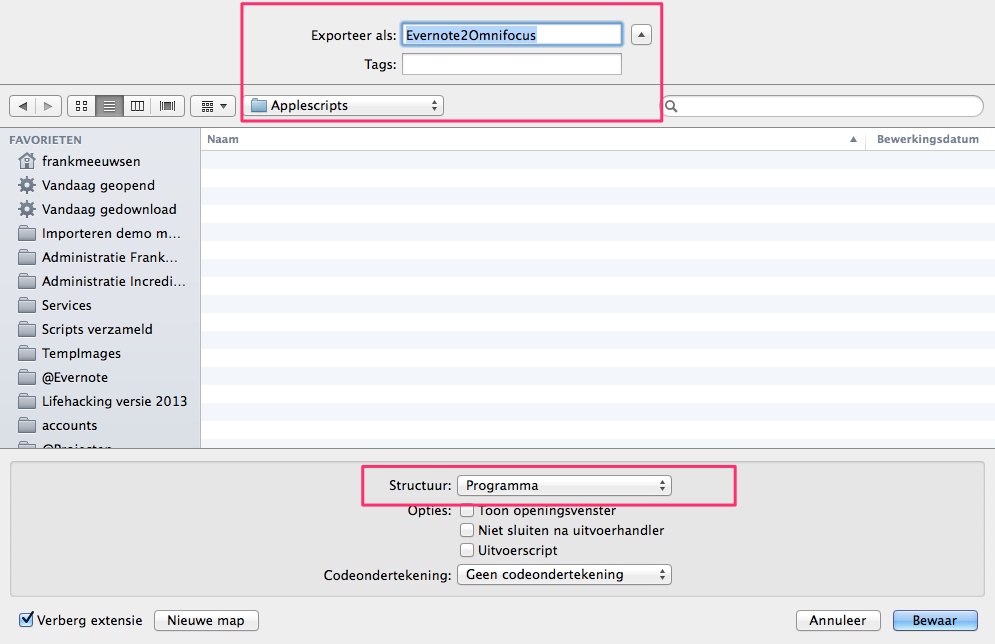 Exporteer als: Evernote2Omnifocus
Tags:
Applescripts
FAVORIETEN
Naam
Bewerkingsdatum
frankmeeuwsen
Vandaag geopend
Vandaag gedownload
Importeren demo m...
Administratie Frank...
Administratie Incredi...
Services
Scripts verzameld
TempImages
@Evernote
Lifehacking versie 2013
accounts
@Projecten
Structuur: Programma
Opties: Toon openingsvenster
Niet sluiten na uitvoerhandler
Uitvoerscript
Codeondertekening: Geen codeondertekening
Verberg extensie
Nieuwe map
Annuleer
Bewaar